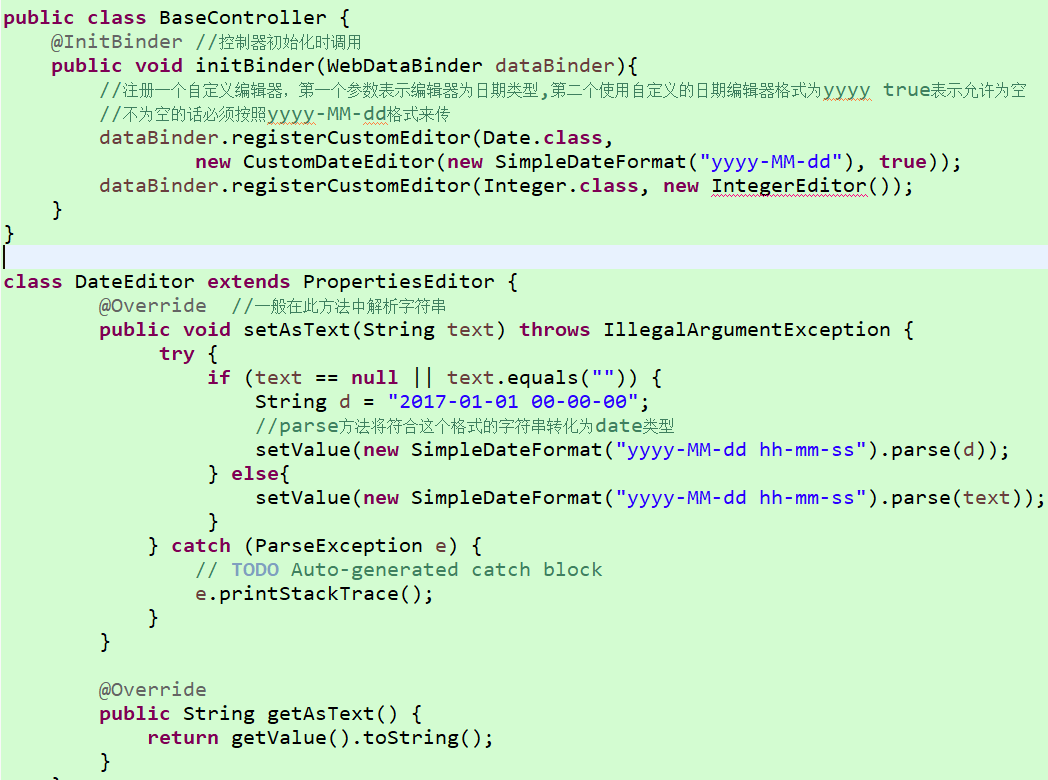 public class BaseController {
    @InitBinder //控制器初始化时调用
    public void initBinder(WebDataBinder dataBinder){
        //注册一个自定义编辑器，第一个参数表示编辑器为日期类型,第二个使用自定义的日期编辑器格式为yyyy true表示允许为空
        //不为空的话必须按照yyyy-MM-dd格式来传
        dataBinder.registerCustomEditor(Date.class,
                new CustomDateEditor(new SimpleDateFormat("yyyy-MM-dd"), true));
        dataBinder.registerCustomEditor(Integer.class, new IntegerEditor());
    }
}
class DateEditor extends PropertiesEditor {
        @Override  //一般在此方法中解析字符串
        public void setAsText(String text) throws IllegalArgumentException {
             try {
                 if (text == null || text.equals("")) {
                     String d = "2017-01-01 00-00-00";
                     //parse方法将符合这个格式的字符串转化为date类型
                     setValue(new SimpleDateFormat("yyyy-MM-dd hh-mm-ss").parse(d));
                 } else{
                     setValue(new SimpleDateFormat("yyyy-MM-dd hh-mm-ss").parse(text));
                 }
            } catch (ParseException e) {
                // TODO Auto-generated catch block
                e.printStackTrace();
            }
        }
        @Override
        public String getAsText() {
            return getValue().toString();
        }